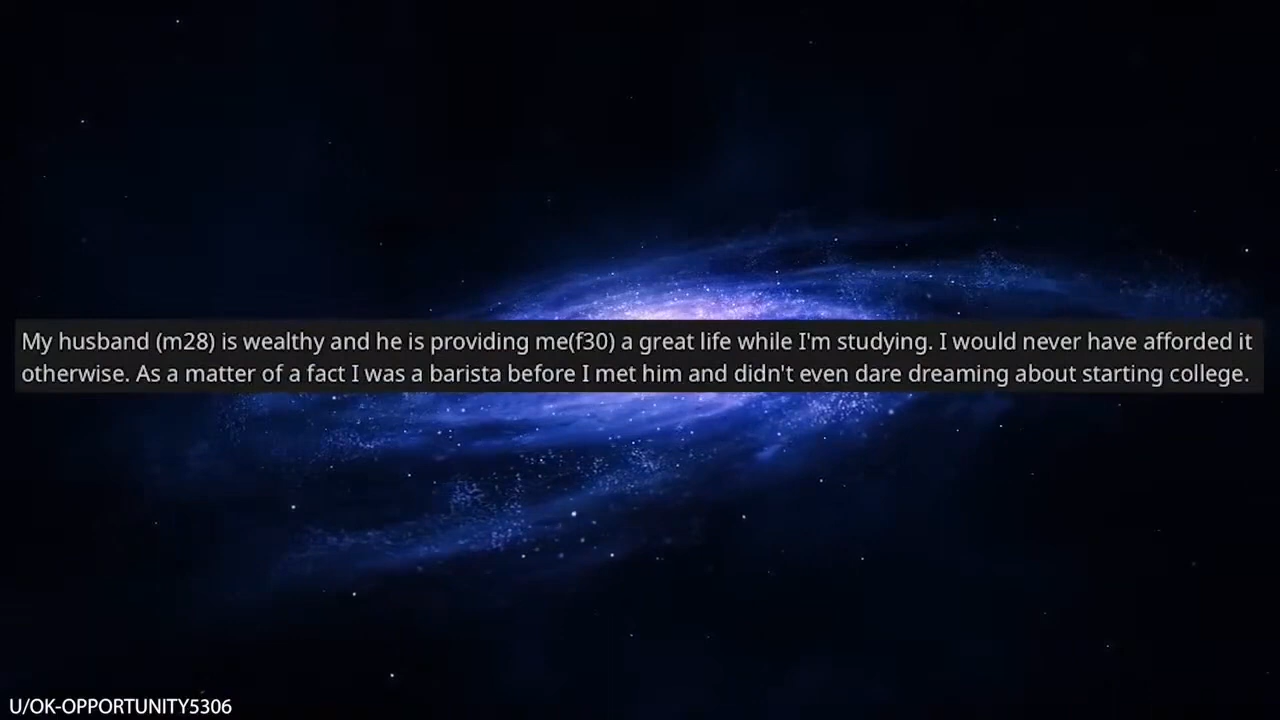 My husband (m28) is wealthy and he is providing me(f30) a great life while I'm studying. I would never have afforded it
otherwise. As a matter of a fact I was a barista before I met him and didn't even dare dreaming about starting college.
U/OK-OPPORTUNITY5306